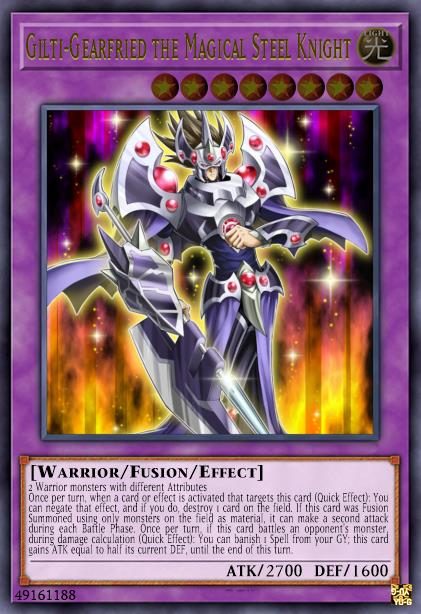 Gilti-Gearfried the Magical Steel Knight
LIGHT
光
[Warrior/Fusion/Effect]
2 Warrior monsters with different Attributes
Once per turn, when a card or effect is activated that targets this card (Quick Effect): You
can negate that effect, and if you do, destroy 1 card on the field. If this card was Fusion
Summoned using only monsters on the field as material, it can make a second attack
during each Battle Phase. Once per turn, if this card battles an opponent's monster,
during damage calculation (Quick Effect): You can banish 1 Spell from your GY; this card
gains ATK equal to half its current DEF, until the end of this turn.
ATK/2700 DEF/1600
49161188